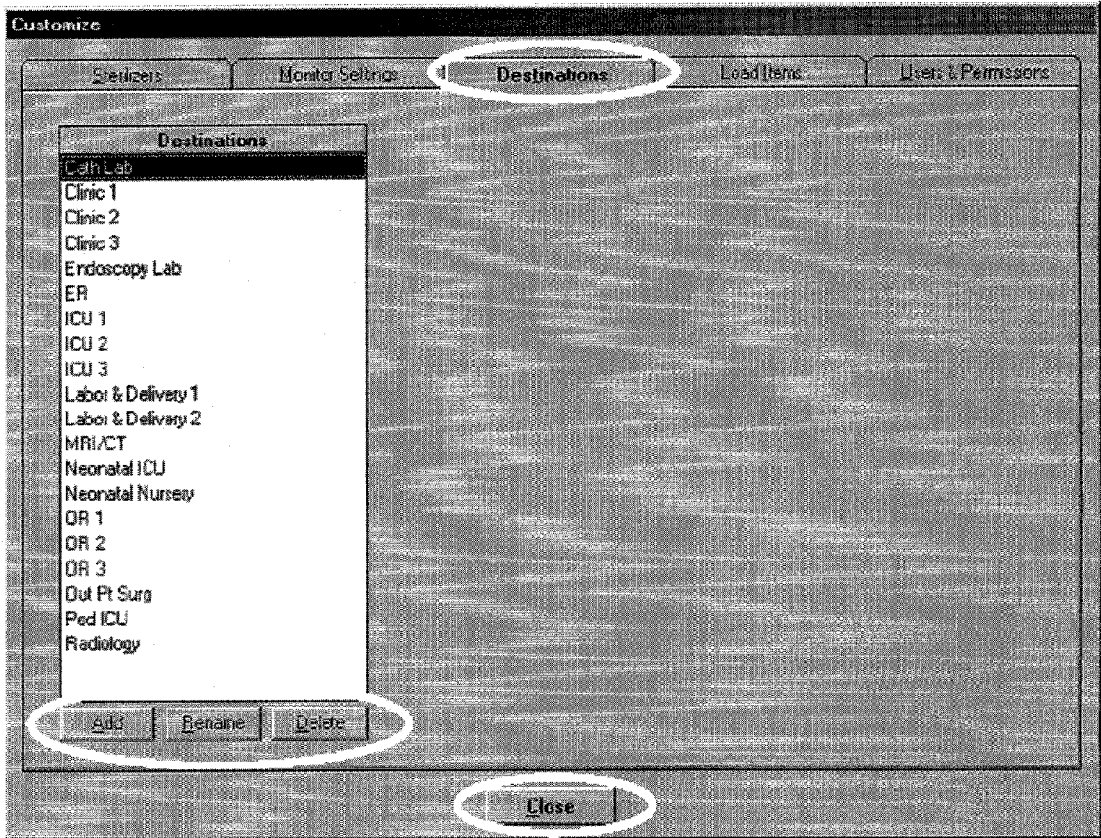 Customize
Sterilizers Monitor Settings Destinations Load Items Users & Permissions
Destinations
Cath Lab
Clinic 1
Clinic 2
Clinic 3
Endoscopy Lab
ER
ICU 1
ICU 2
ICU 3
Labor & Delivery 1
Labor & Delivery 2
MRI/CT
Neonatal ICU
Neonatal Nursery
OR 1
OR 2
OR 3
Out Pt Surg
Ped ICU
Radiology
Add Rename Delete
Close